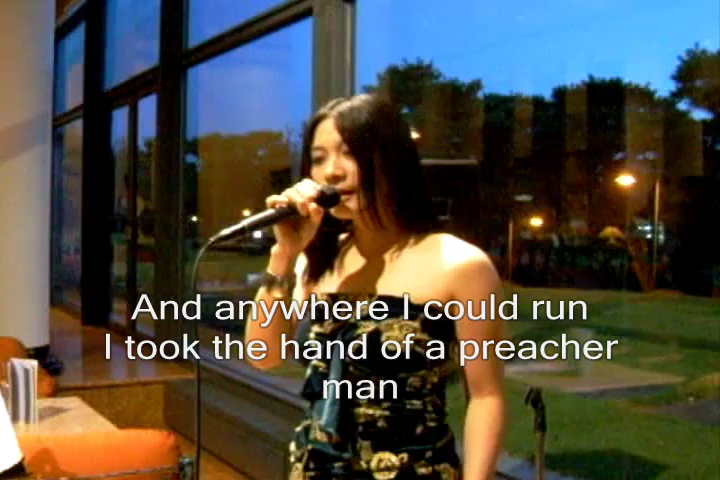 And anywhere I could run
I took the hand of a preacher
man